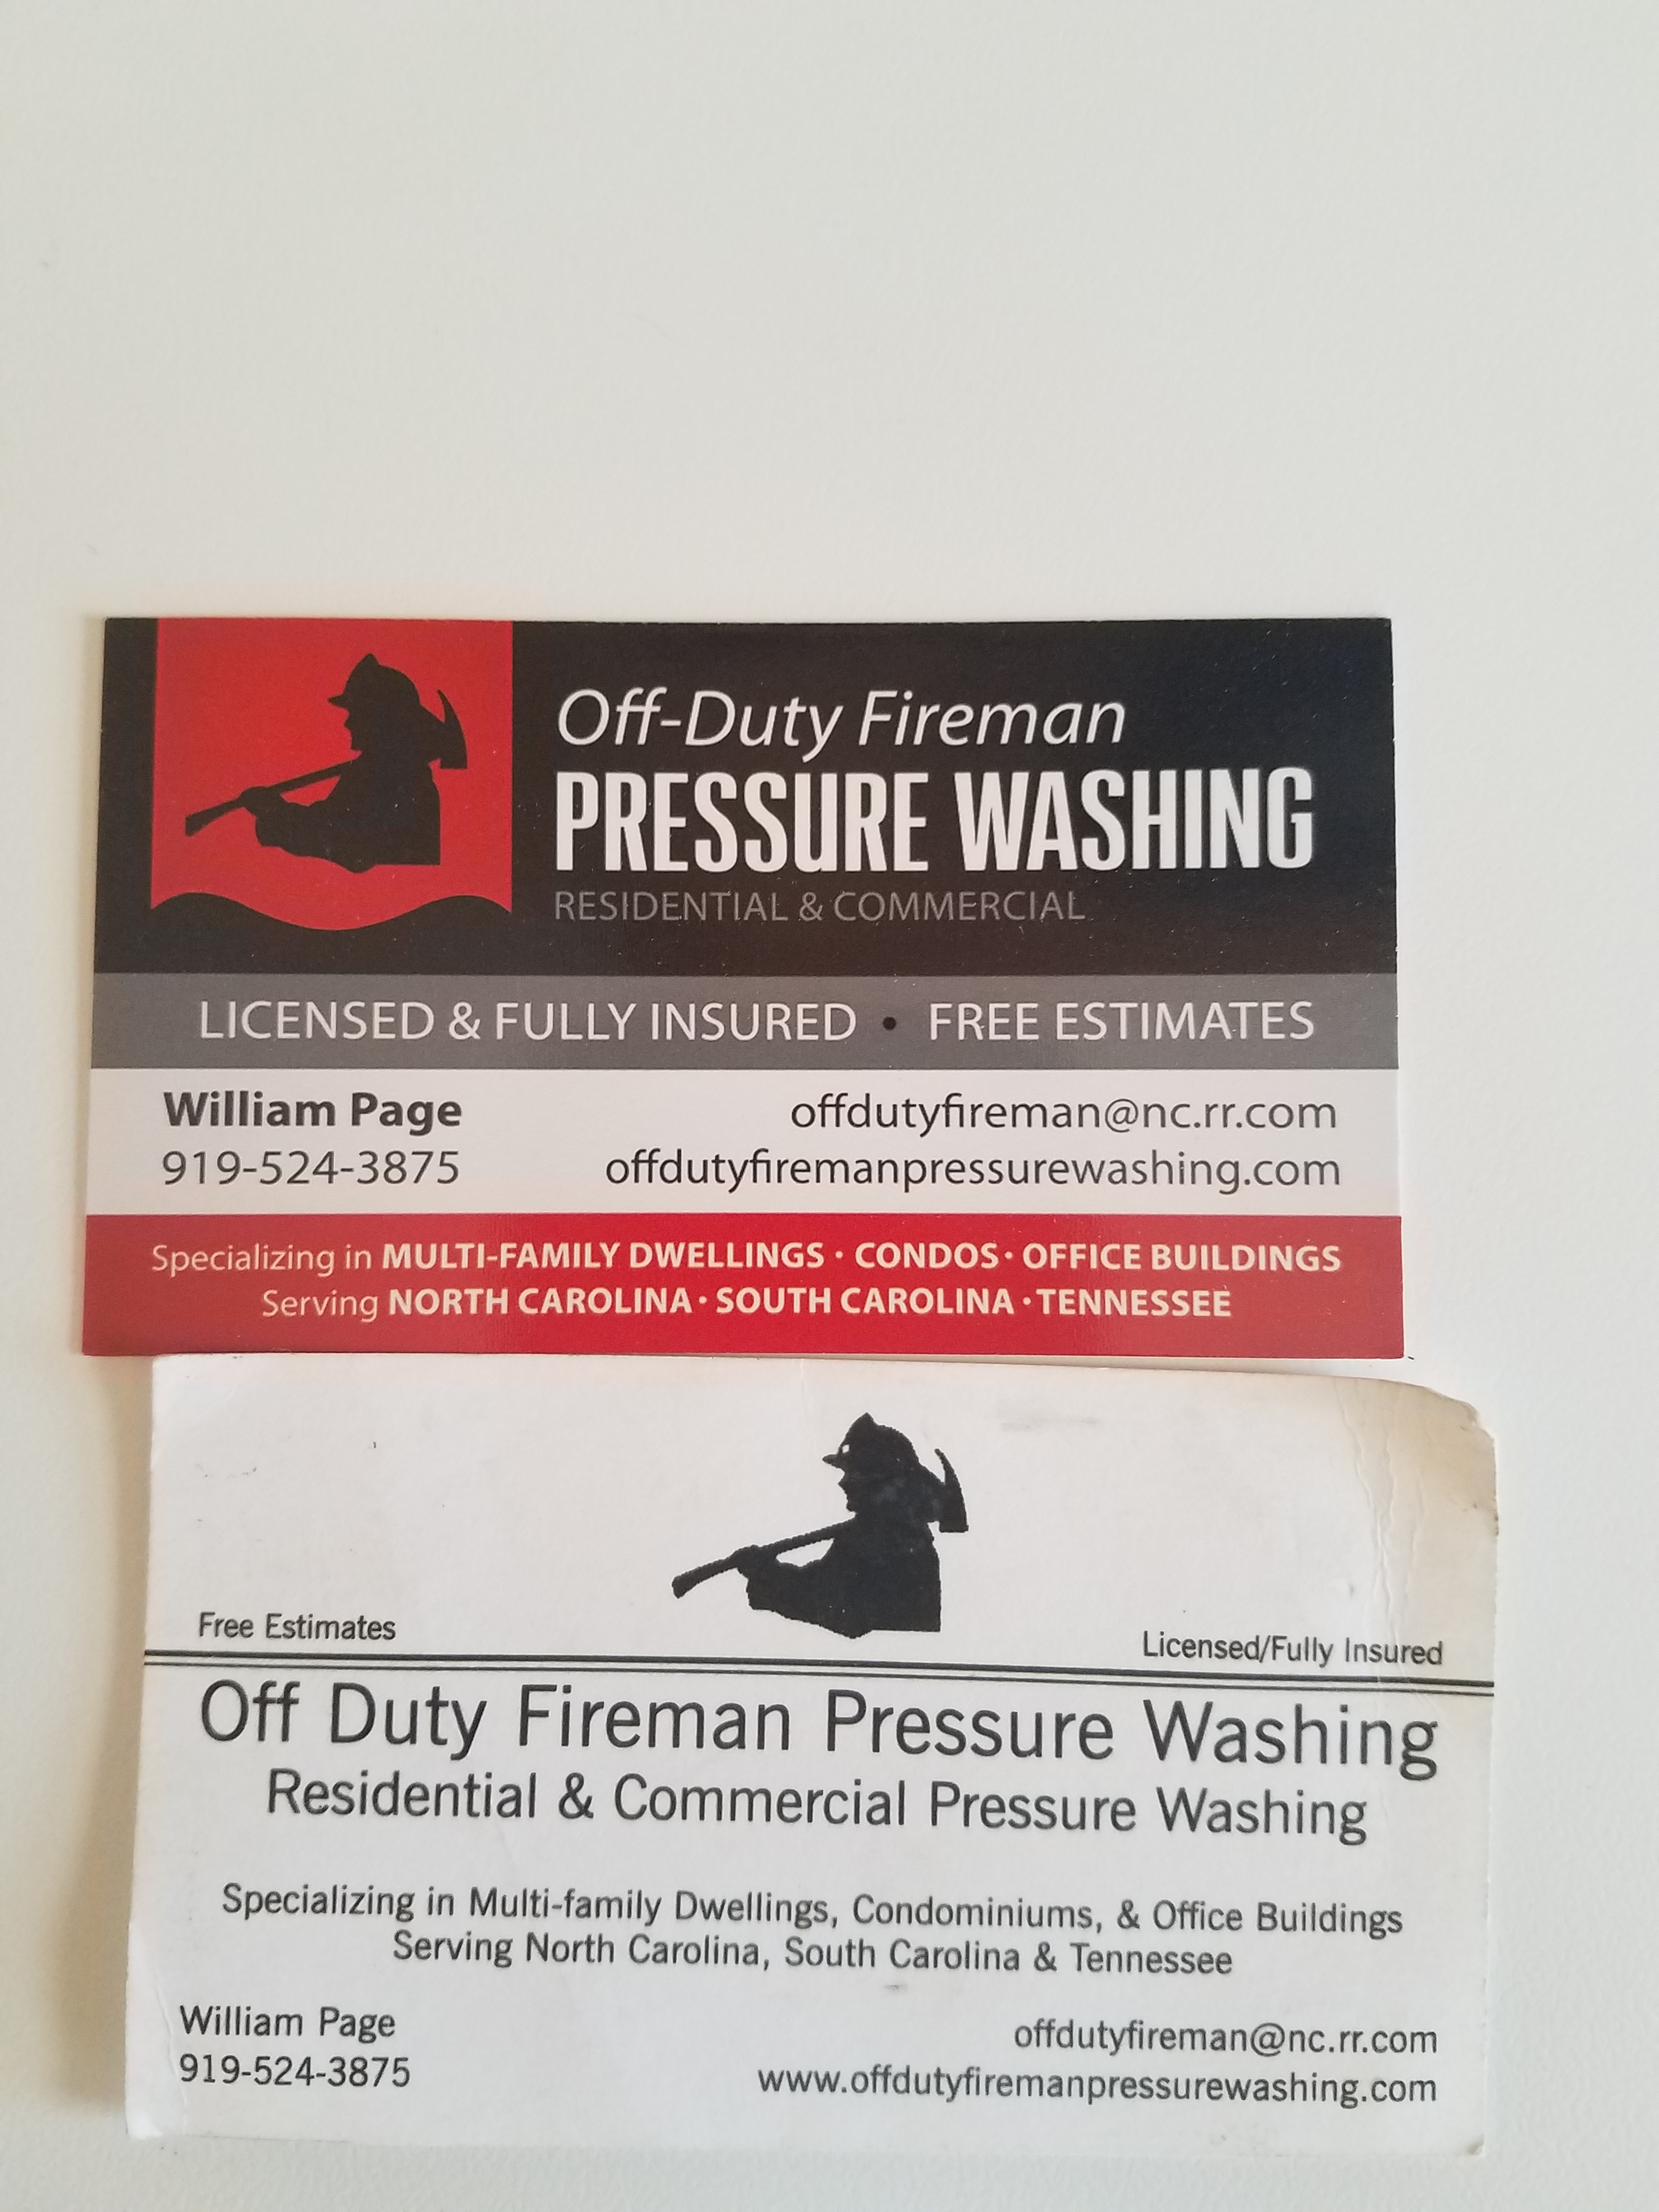 Off-Duty Fireman
PRESSURE WASHING
RESIDENTIAL & COMMERCIAL
LICENSED & FULLY INSURED • FREE ESTIMATES
William Page
919-524-3875
offdutyfireman@nc.rr.com
offdutyfiremanpressurewashing.com
Specializing in MULTI-FAMILY DWELLINGS • CONDOS • OFFICE BUILDINGS
Serving NORTH CAROLINA • SOUTH CAROLINA • TENNESSEE
Free Estimates
Licensed/Fully Insured
Off Duty Fireman Pressure Washing
Residential & Commercial Pressure Washing
Specializing in Multi-family Dwellings, Condominiums, & Office Buildings
Serving North Carolina, South Carolina & Tennessee
William Page
919-524-3875
offdutyfireman@nc.rr.com
www.offdutyfiremanpressurewashing.com